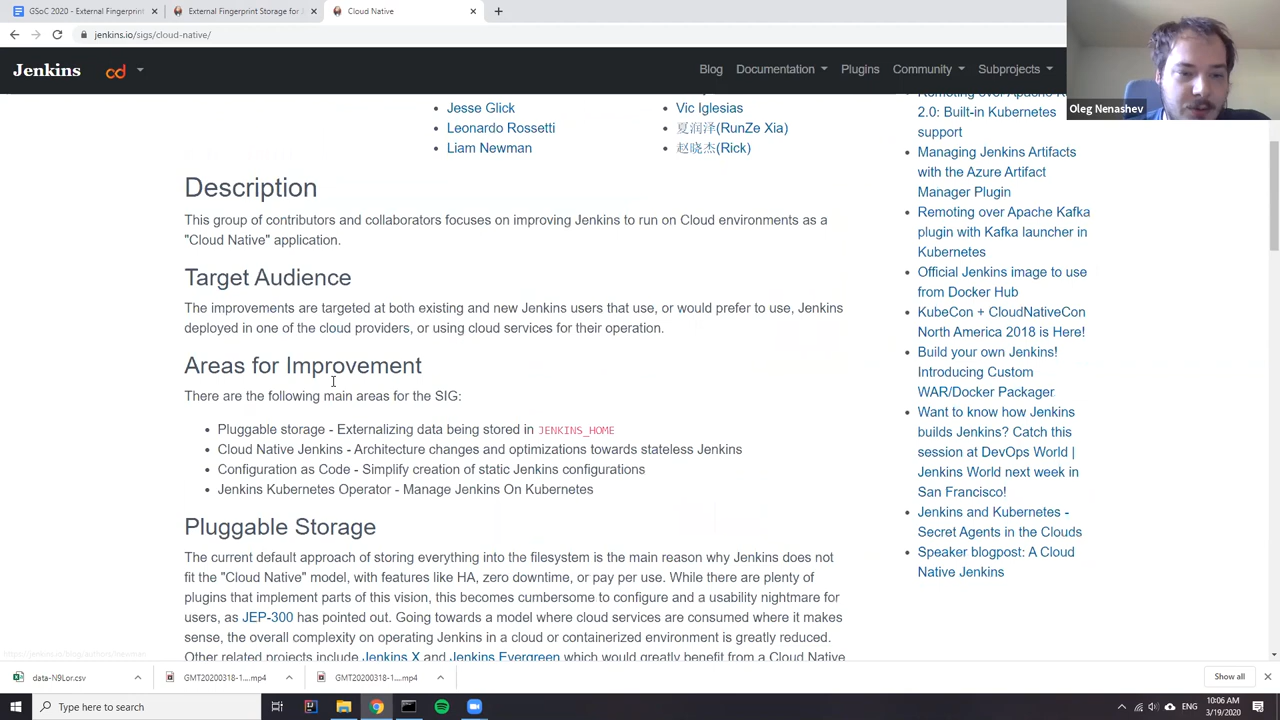 GSoC 2020 - External Fingerprint
External Fingerprint Storage for J
Cloud Native
jenkins.io/sigs/cloud-native/
Jenkins
cd
Blog
Documentation
Plugins
Community
Subprojects
Oleg Nenashev
Jesse Glick
Leonardo Rossetti
Liam Newman
Vic Iglesias
夏润泽(RunZe Xia)
赵晓杰(Rick)
Description
This group of contributors and collaborators focuses on improving Jenkins to run on Cloud environments as a
"Cloud Native" application.
Target Audience
The improvements are targeted at both existing and new Jenkins users that use, or would prefer to use, Jenkins
deployed in one of the cloud providers, or using cloud services for their operation.
Areas for Improvement
There are the following main areas for the SIG:
Pluggable storage - Externalizing data being stored in JENKINS_HOME
Cloud Native Jenkins - Architecture changes and optimizations towards stateless Jenkins
Configuration as Code - Simplify creation of static Jenkins configurations
Jenkins Kubernetes Operator - Manage Jenkins On Kubernetes
Pluggable Storage
The current default approach of storing everything into the filesystem is the main reason why Jenkins does not
fit the "Cloud Native" model, with features like HA, zero downtime, or pay per use. While there are plenty of
plugins that implement parts of this vision, this becomes cumbersome to configure and a usability nightmare for
users, as JEP-300 has pointed out. Going towards a model where cloud services are consumed where it makes
sense, the overall complexity on operating Jenkins in a cloud or containerized environment is greatly reduced.
Other related projects include Jenkins X and Jenkins Evergreen which would greatly benefit from a Cloud Native
Remoting over Apache K
2.0: Built-in Kubernetes
support
Managing Jenkins Artifacts
with the Azure Artifact
Manager Plugin
Remoting over Apache Kafka
plugin with Kafka launcher in
Kubernetes
Official Jenkins image to use
from Docker Hub
KubeCon + CloudNativeCon
North America 2018 is Here!
Build your own Jenkins!
Introducing Custom
WAR/Docker Packager
Want to know how Jenkins
builds Jenkins? Catch this
session at DevOps World |
Jenkins World next week in
San Francisco!
Jenkins and Kubernetes -
Secret Agents in the Clouds
Speaker blogpost: A Cloud
Native Jenkins
data-N9Lor.csv
GMT20200318-1....mp4
GMT20200318-1....mp4
Show all
Type here to search
ENG
10:06 AM
3/19/2020